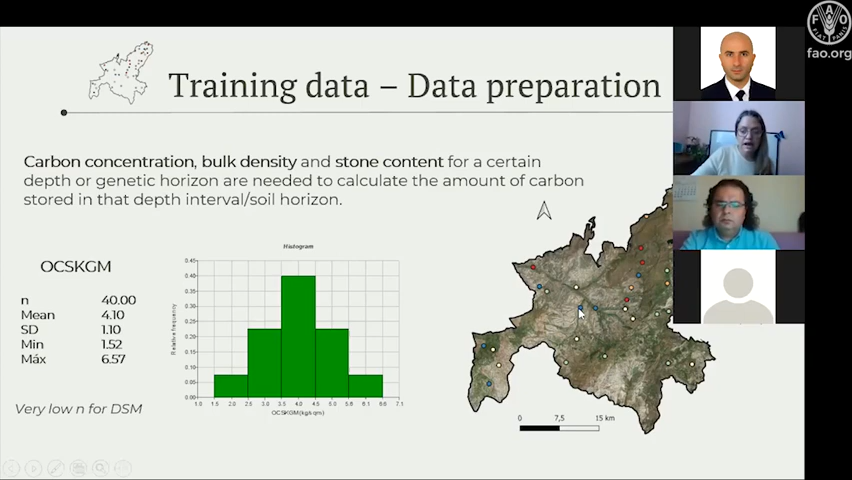 FAO
FIAT PANIS
fao.org
Training data – Data preparation
Carbon concentration, bulk density and stone content for a certain
depth or genetic horizon are needed to calculate the amount of carbon
stored in that depth interval/soil horizon.
OCSKGM
n 40.00
Mean 4.10
SD 1.10
Min 1.52
Máx 6.57
Very low n for DSM
Histogram
Relative frequency
0.45
0.40
0.35
0.30
0.25
0.20
0.15
0.10
0.05
0.00
1.0 1.5 2.0 2.5 3.0 3.5 4.0 4.5 5.0 5.6 6.1 6.6 7.1
OCSKGM(kg/sqm)
0 7,5 15 km